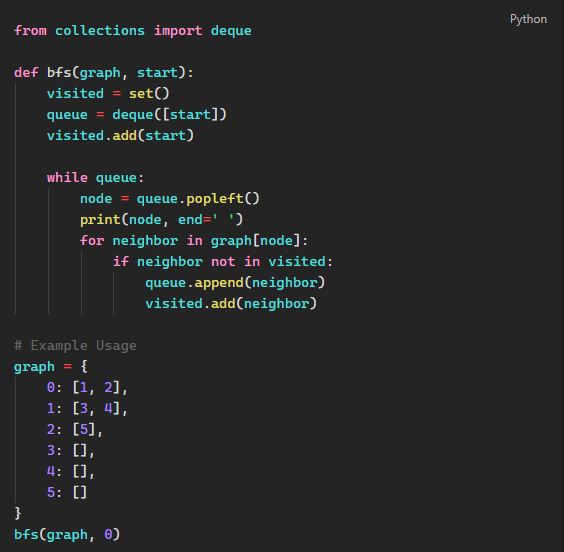 Python
from collections import deque
def bfs(graph, start):
    visited = set()
    queue = deque([start])
    visited.add(start)
    while queue:
        node = queue.popleft()
        print(node, end=' ')
        for neighbor in graph[node]:
            if neighbor not in visited:
                queue.append(neighbor)
                visited.add(neighbor)
# Example Usage
graph = {
    0: [1, 2],
    1: [3, 4],
    2: [5],
    3: [],
    4: [],
    5: []
}
bfs(graph, 0)